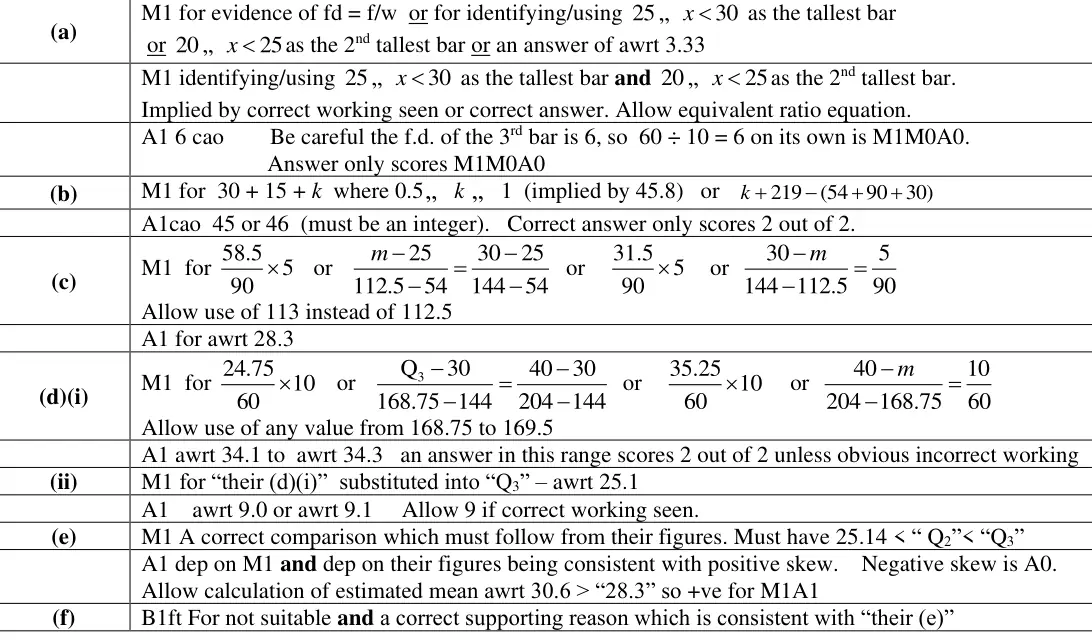 (a) M1 for evidence of fd = f/w or for identifying/using 25 ,, x < 30 as the tallest bar
or 20 ,, x < 25 as the 2nd tallest bar or an answer of awrt 3.33
M1 identifying/using 25 ,, x < 30 as the tallest bar and 20 ,, x < 25 as the 2nd tallest bar.
Implied by correct working seen or correct answer. Allow equivalent ratio equation.
A1 6 cao Be careful the f.d. of the 3rd bar is 6, so 60 ÷ 10 = 6 on its own is M1M0A0.
Answer only scores M1M0A0
(b) M1 for 30 + 15 + k where 0.5 ,, k ,, 1 (implied by 45.8) or k + 219 − (54 + 90 + 30)
A1cao 45 or 46 (must be an integer). Correct answer only scores 2 out of 2.
(c) M1 for 58.5/90 × 5 or (m − 25)/(112.5 − 54) = (30 − 25)/(144 − 54) or 31.5/90 × 5 or (30 − m)/(144 − 112.5) = 5/90
Allow use of 113 instead of 112.5
A1 for awrt 28.3
(d)(i) M1 for 24.75/60 × 10 or (Q3 − 30)/(168.75 − 144) = (40 − 30)/(204 − 144) or 35.25/60 × 10 or (40 − m)/(204 − 168.75) = 10/60
Allow use of any value from 168.75 to 169.5
A1 awrt 34.1 to awrt 34.3 an answer in this range scores 2 out of 2 unless obvious incorrect working
(ii) M1 for “their (d)(i)” substituted into “Q3” – awrt 25.1
A1 awrt 9.0 or awrt 9.1 Allow 9 if correct working seen.
(e) M1 A correct comparison which must follow from their figures. Must have 25.14 < “ Q2”< “Q3”
A1 dep on M1 and dep on their figures being consistent with positive skew. Negative skew is A0.
Allow calculation of estimated mean awrt 30.6 > “28.3” so +ve for M1A1
(f) B1ft For not suitable and a correct supporting reason which is consistent with “their (e)”